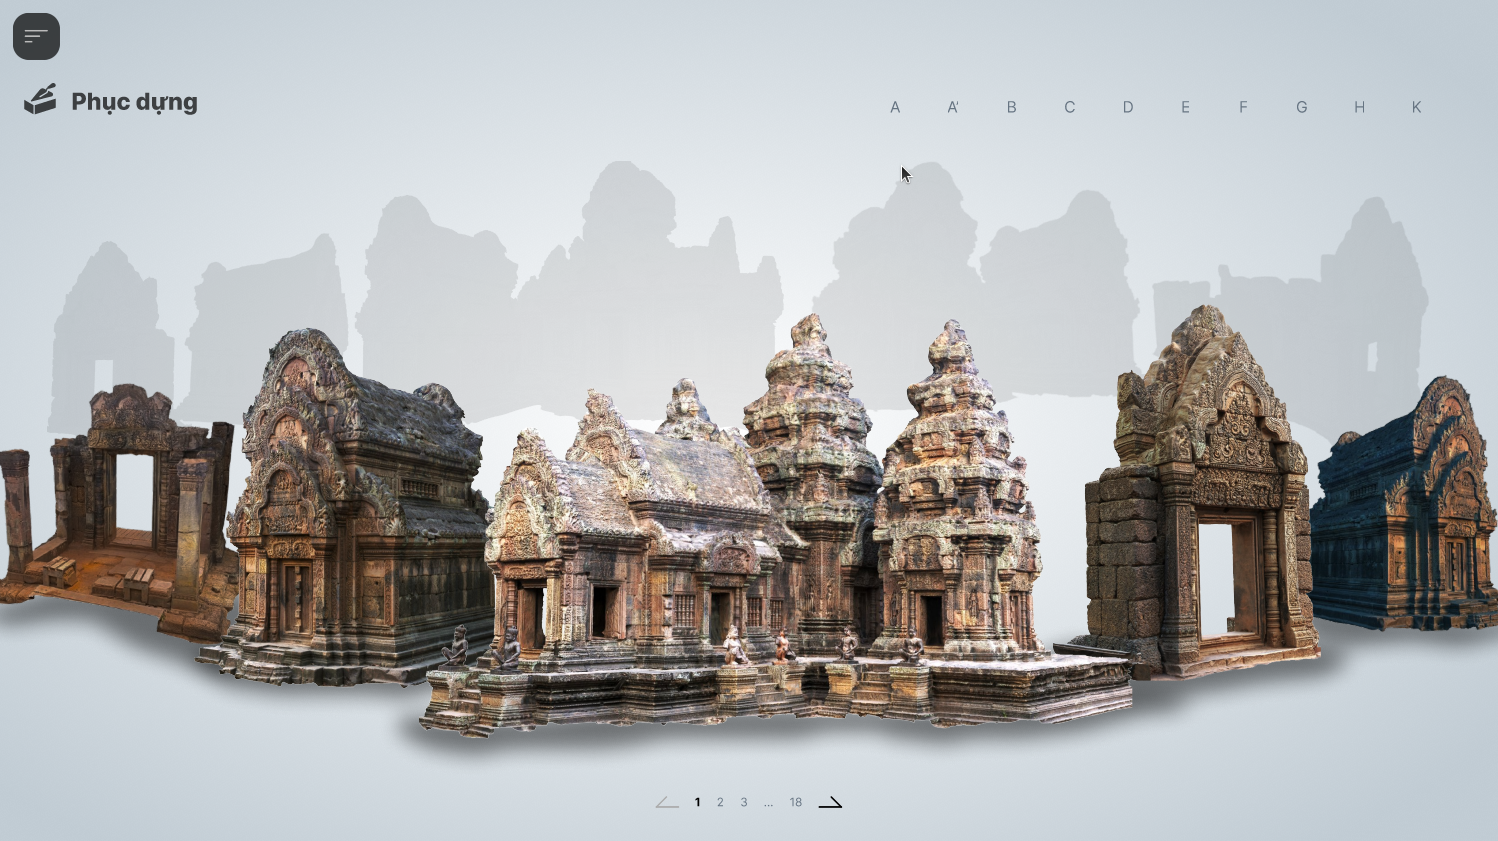 Phục dựng
A A' B C D E F G H K
1 2 3 ... 18